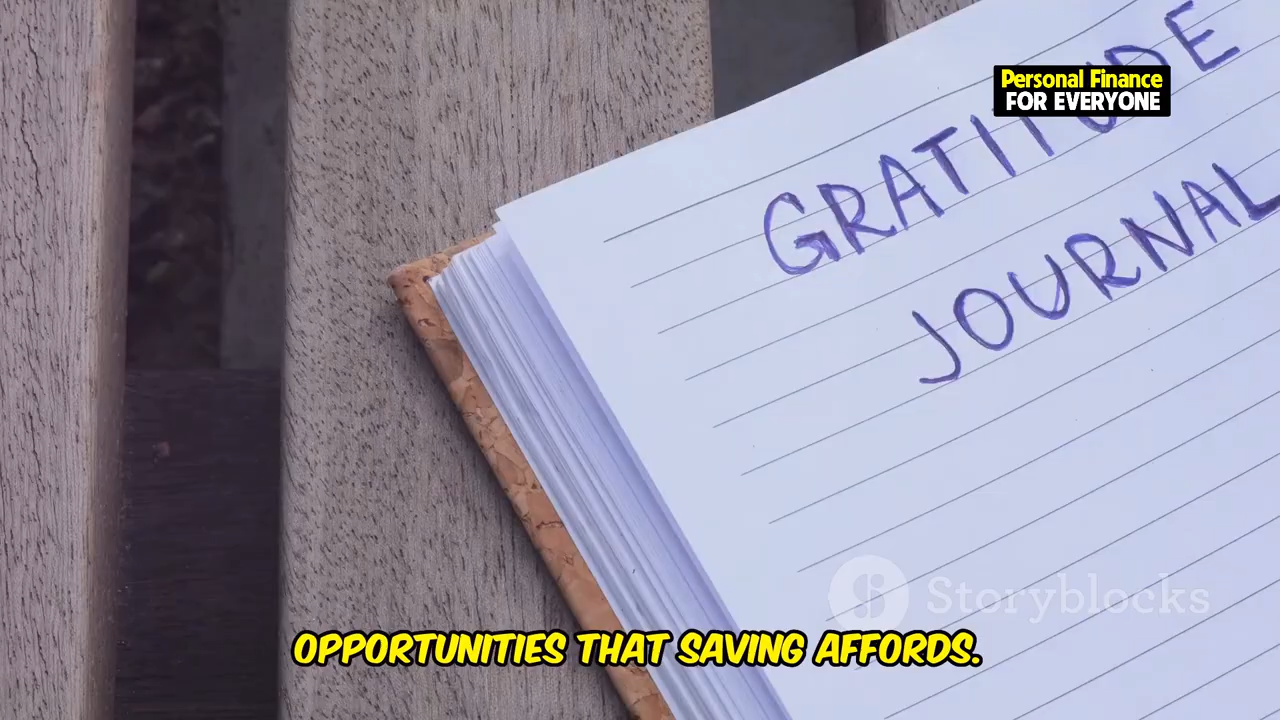 Personal Finance
FOR EVERYONE
GRATITUDE
JOURNAL
Storyblocks
OPPORTUNITIES THAT SAVING AFFORDS.